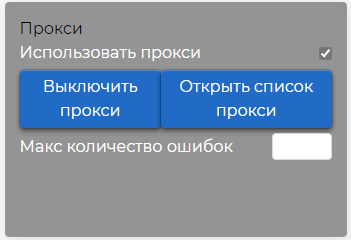 Прокси
Использовать прокси
Выключить прокси
Открыть список прокси
Макс количество ошибок